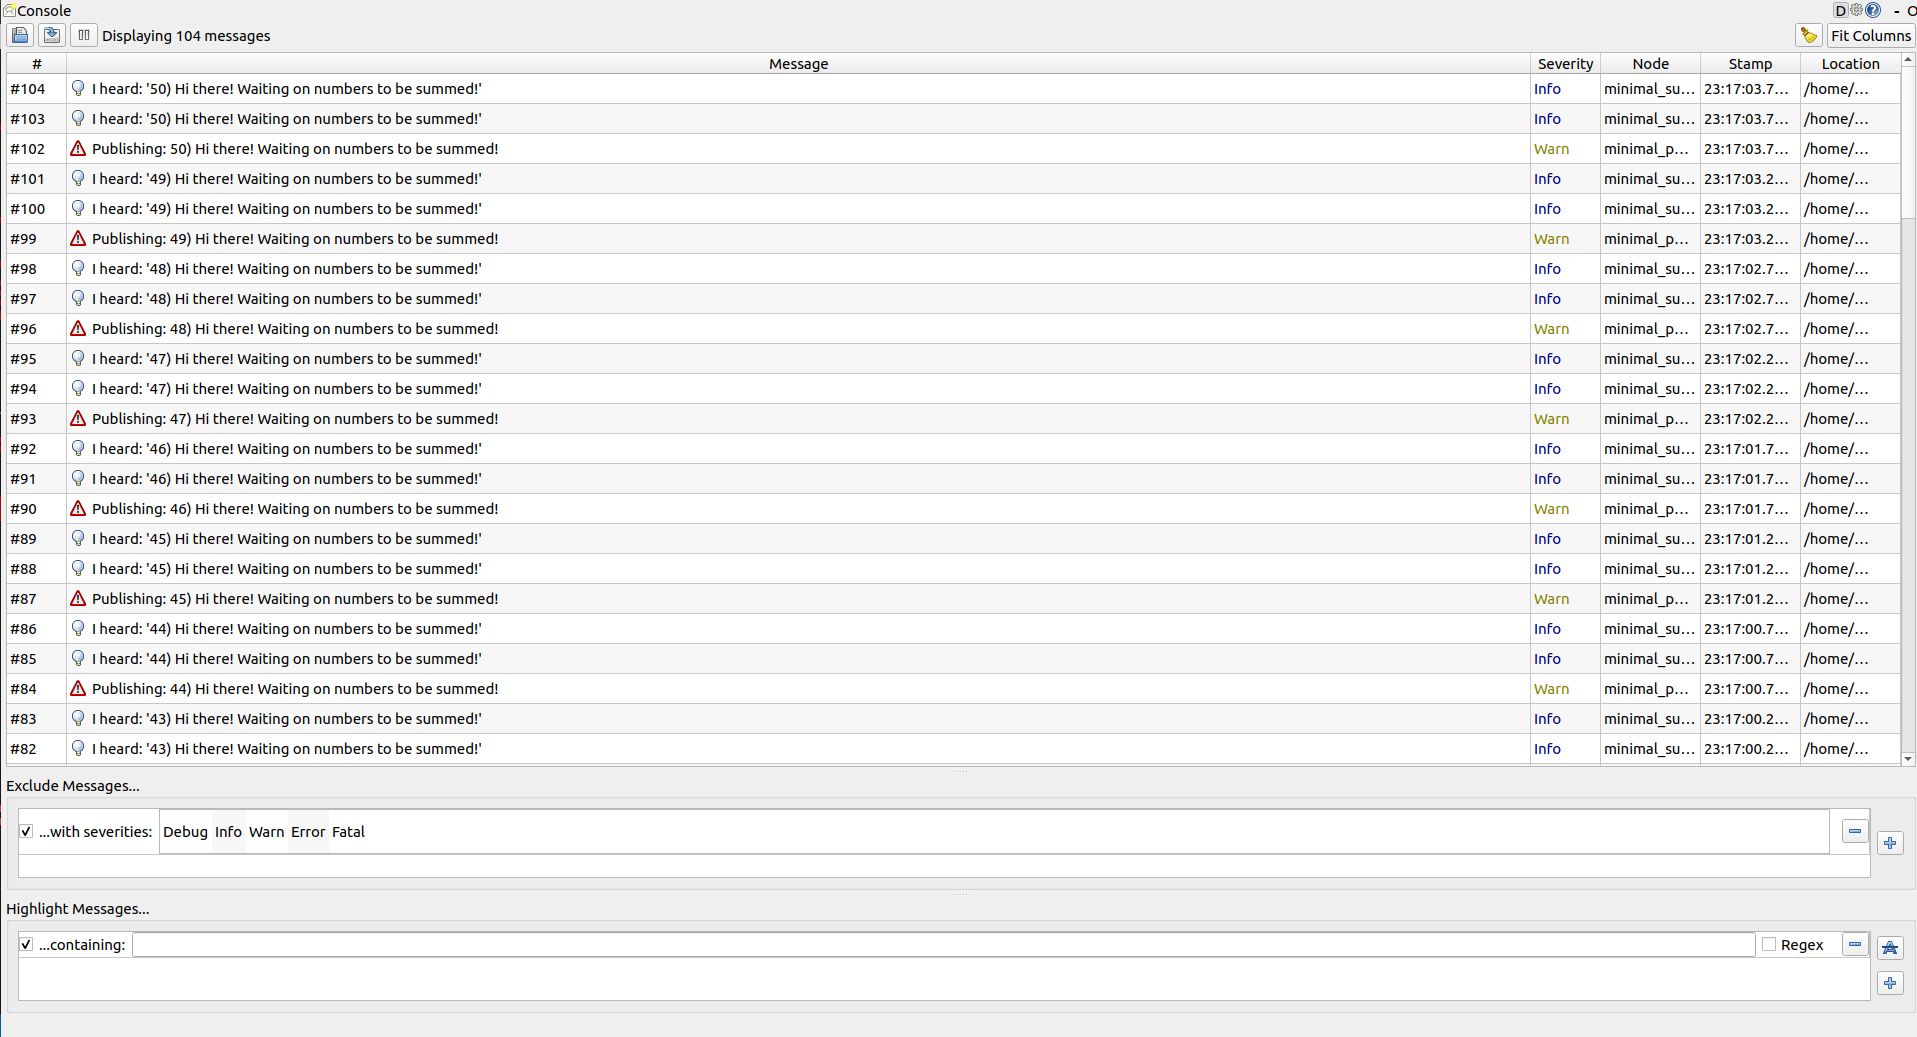 Console D ? - O
Displaying 104 messages Fit Columns
# Message Severity Node Stamp Location
#104 I heard: '50) Hi there! Waiting on numbers to be summed!' Info minimal_su... 23:17:03.7... /home/...
#103 I heard: '50) Hi there! Waiting on numbers to be summed!' Info minimal_su... 23:17:03.7... /home/...
#102 Publishing: 50) Hi there! Waiting on numbers to be summed! Warn minimal_p... 23:17:03.7... /home/...
#101 I heard: '49) Hi there! Waiting on numbers to be summed!' Info minimal_su... 23:17:03.2... /home/...
#100 I heard: '49) Hi there! Waiting on numbers to be summed!' Info minimal_su... 23:17:03.2... /home/...
#99 Publishing: 49) Hi there! Waiting on numbers to be summed! Warn minimal_p... 23:17:03.2... /home/...
#98 I heard: '48) Hi there! Waiting on numbers to be summed!' Info minimal_su... 23:17:02.7... /home/...
#97 I heard: '48) Hi there! Waiting on numbers to be summed!' Info minimal_su... 23:17:02.7... /home/...
#96 Publishing: 48) Hi there! Waiting on numbers to be summed! Warn minimal_p... 23:17:02.7... /home/...
#95 I heard: '47) Hi there! Waiting on numbers to be summed!' Info minimal_su... 23:17:02.2... /home/...
#94 I heard: '47) Hi there! Waiting on numbers to be summed!' Info minimal_su... 23:17:02.2... /home/...
#93 Publishing: 47) Hi there! Waiting on numbers to be summed! Warn minimal_p... 23:17:02.2... /home/...
#92 I heard: '46) Hi there! Waiting on numbers to be summed!' Info minimal_su... 23:17:01.7... /home/...
#91 I heard: '46) Hi there! Waiting on numbers to be summed!' Info minimal_su... 23:17:01.7... /home/...
#90 Publishing: 46) Hi there! Waiting on numbers to be summed! Warn minimal_p... 23:17:01.7... /home/...
#89 I heard: '45) Hi there! Waiting on numbers to be summed!' Info minimal_su... 23:17:01.2... /home/...
#88 I heard: '45) Hi there! Waiting on numbers to be summed!' Info minimal_su... 23:17:01.2... /home/...
#87 Publishing: 45) Hi there! Waiting on numbers to be summed! Warn minimal_p... 23:17:01.2... /home/...
#86 I heard: '44) Hi there! Waiting on numbers to be summed!' Info minimal_su... 23:17:00.7... /home/...
#85 I heard: '44) Hi there! Waiting on numbers to be summed!' Info minimal_su... 23:17:00.7... /home/...
#84 Publishing: 44) Hi there! Waiting on numbers to be summed! Warn minimal_p... 23:17:00.7... /home/...
#83 I heard: '43) Hi there! Waiting on numbers to be summed!' Info minimal_su... 23:17:00.2... /home/...
#82 I heard: '43) Hi there! Waiting on numbers to be summed!' Info minimal_su... 23:17:00.2... /home/...
Exclude Messages...
...with severities: Debug Info Warn Error Fatal
Highlight Messages...
...containing: Regex